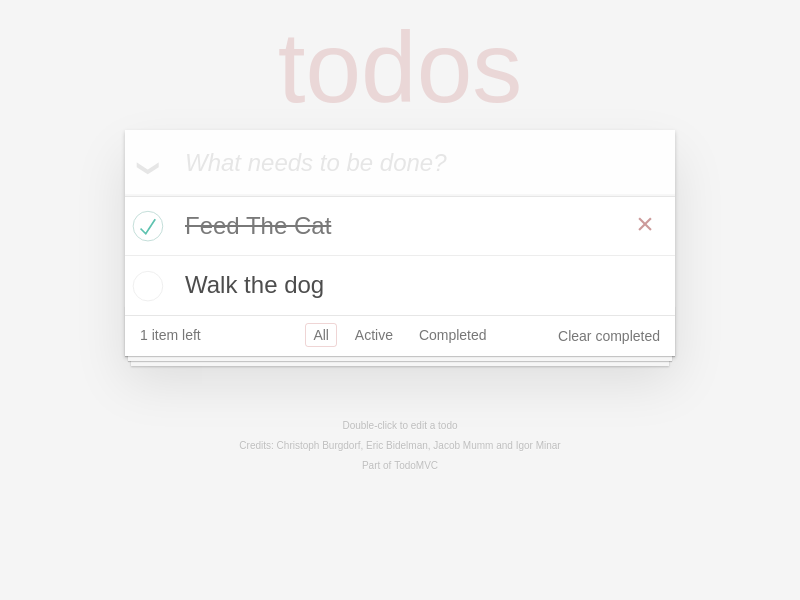 todos
What needs to be done?
Feed The Cat
Walk the dog
1 item left All Active Completed Clear completed
Double-click to edit a todo
Credits: Christoph Burgdorf, Eric Bidelman, Jacob Mumm and Igor Minar
Part of TodoMVC